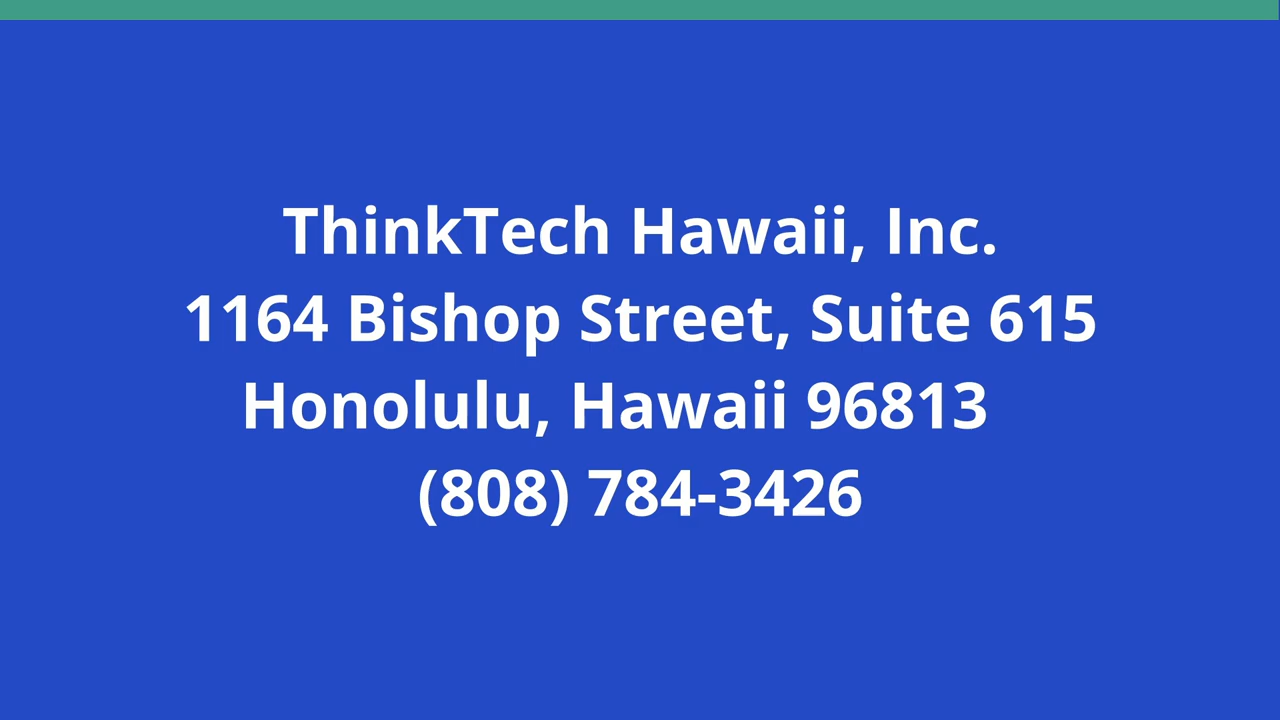 ThinkTech Hawaii, Inc.
1164 Bishop Street, Suite 615
Honolulu, Hawaii 96813
(808) 784-3426